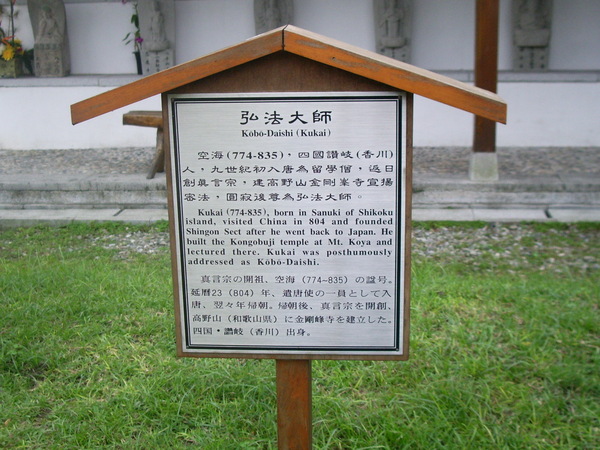 弘法大師
Kōbō-Daishi (Kukai)
空海(774-835)，四國讚岐(香川)
人，九世紀初入唐為留學僧，返日
創真言宗，建高野山金剛峯寺宣揚
密法，圓寂後尊為弘法大師。
Kukai (774-835), born in Sanuki of Shikoku
island, visited China in 804 and founded
Shingon Sect after he went back to Japan. He
built the Kongobuji temple at Mt. Koya and
lectured there. Kukai was posthumously
addressed as Kōbō-Daishi.
真言宗の開祖、空海（774~835）の諡号。
延暦23（804）年、遣唐使の一員として入
唐、翌々年帰朝。帰朝後、真言宗を開創、
高野山（和歌山県）に金剛峰寺を建立した。
四国・讃岐（香川）出身。